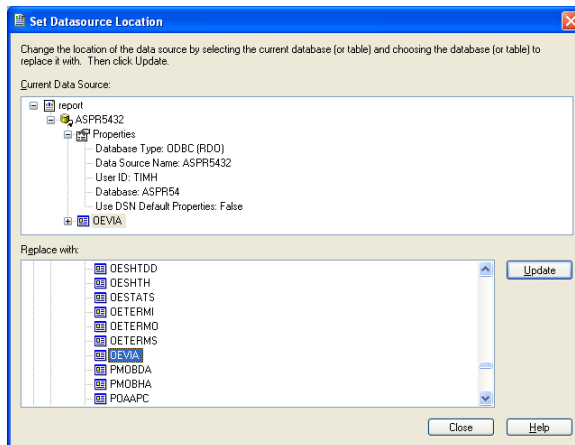 Set Datasource Location
Change the location of the data source by selecting the current database (or table) and choosing the database (or table) to
replace it with. Then click Update.
Current Data Source:
report
ASPR5432
Properties
Database Type: ODBC (RDO)
Data Source Name: ASPR5432
User ID: TIMH
Database: ASPR54
Use DSN Default Properties: False
OEVIA
Replace with:
OESHTDD
OESHTH
OESTATS
OETERMI
OETERMO
OETERMS
OEVIA
PMOBDA
PMOBHA
POAAPC
Update
Close Help